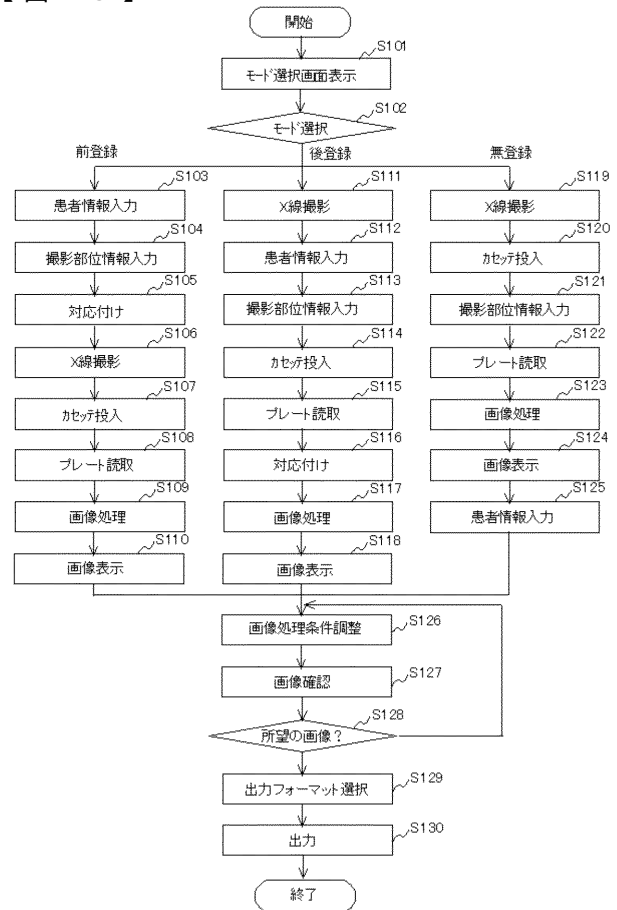 開始
S101
モード選択画面表示
S102
モード選択
前登録
後登録
無登録
S103
患者情報入力
S104
撮影部位情報入力
S105
対応付け
S106
X線撮影
S107
カセッテ投入
S108
プレート読取
S109
画像処理
S110
画像表示
S111
X線撮影
S112
患者情報入力
S113
撮影部位情報入力
S114
カセッテ投入
S115
プレート読取
S116
対応付け
S117
画像処理
S118
画像表示
S119
X線撮影
S120
カセッテ投入
S121
撮影部位情報入力
S122
プレート読取
S123
画像処理
S124
画像表示
S125
患者情報入力
S126
画像処理条件調整
S127
画像確認
S128
所望の画像？
S129
出力フォーマット選択
S130
出力
終了